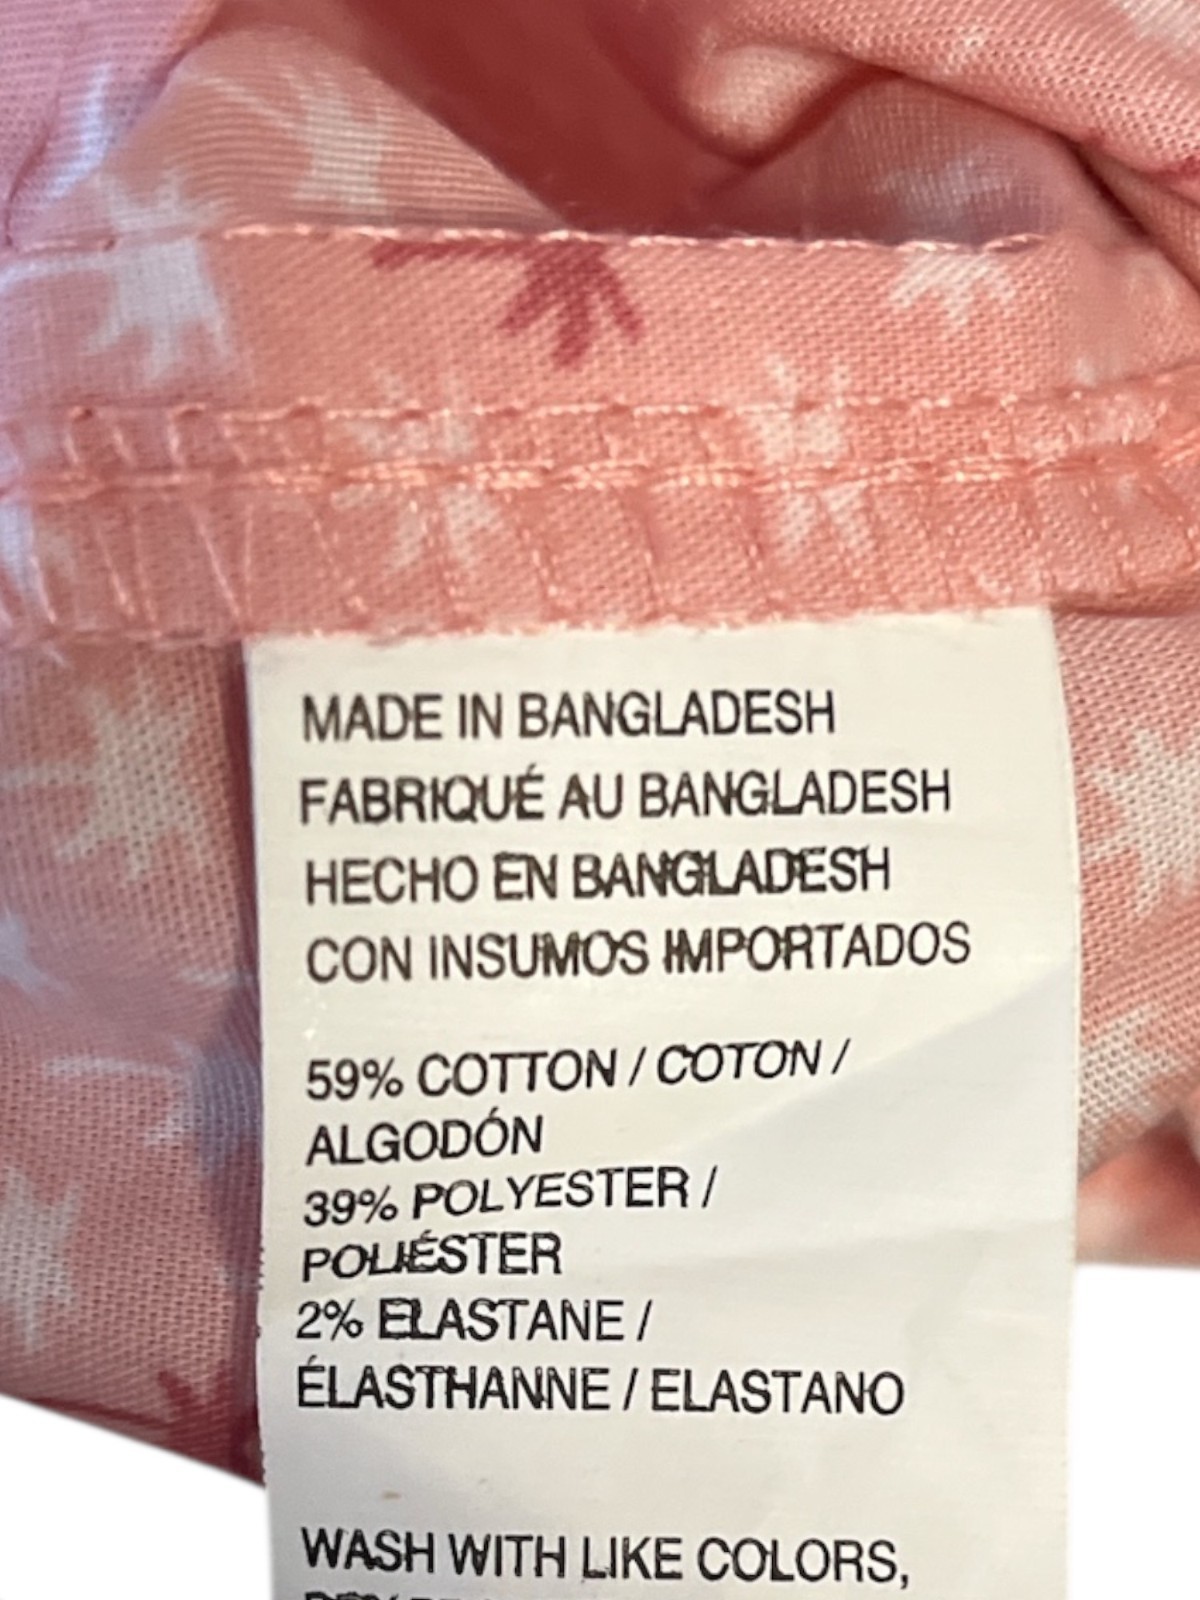 MADE IN BANGLADESH
FABRIQUÉ AU BANGLADESH
HECHO EN BANGLADESH
CON INSUMOS IMPORTADOS
59% COTTON / COTON /
ALGODÓN
39% POLYESTER /
POLIÉSTER
2% ELASTANE /
ÉLASTHANNE / ELASTANO
WASH WITH LIKE COLORS,